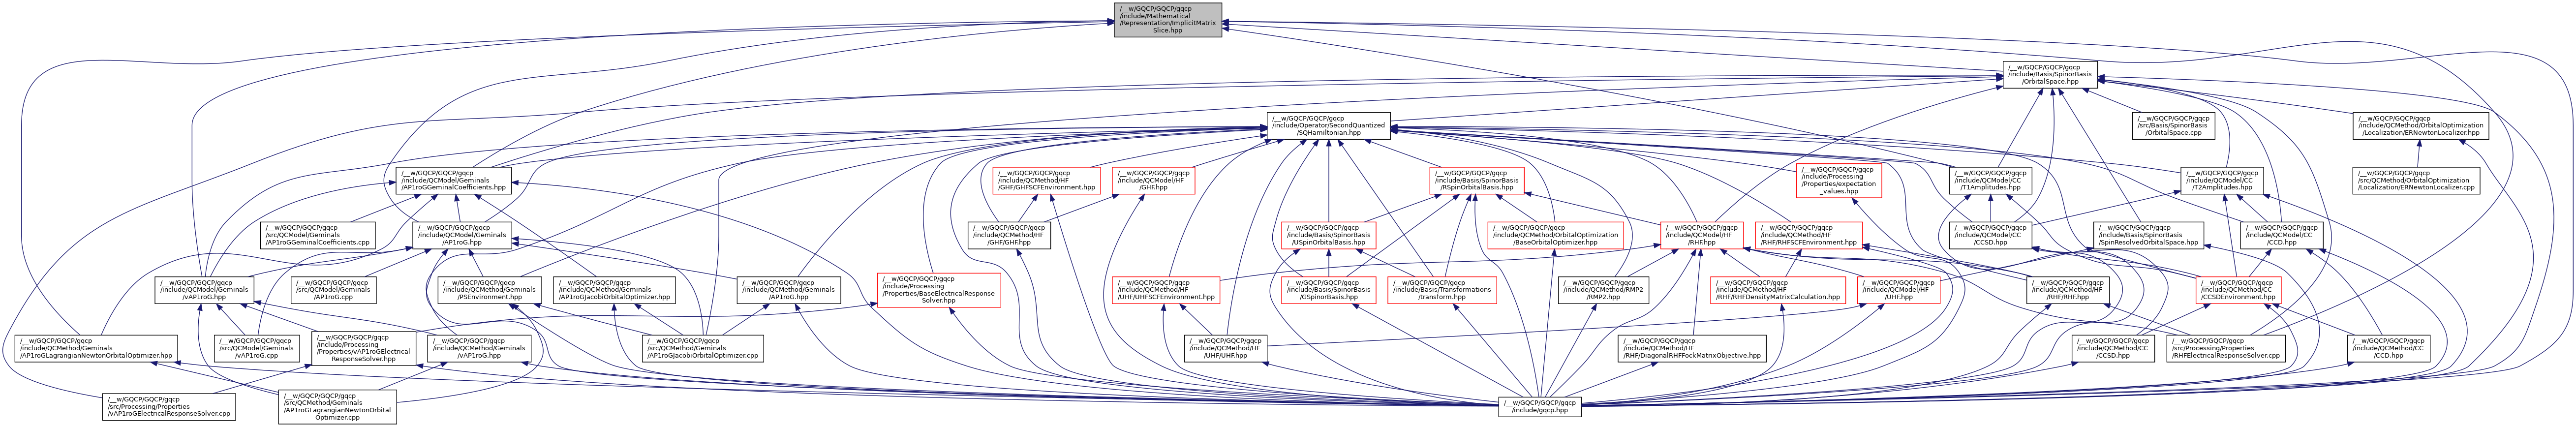 /__w/GQCP/GQCP/gqcp
/include/Mathematical
/Representation/ImplicitMatrix
Slice.hpp
/__w/GQCP/GQCP/gqcp
/include/Basis/SpinorBasis
/OrbitalSpace.hpp
/__w/GQCP/GQCP/gqcp
/include/Operator/SecondQuantized
/SQHamiltonian.hpp
/__w/GQCP/GQCP/gqcp
/src/Basis/SpinorBasis
/OrbitalSpace.cpp
/__w/GQCP/GQCP/gqcp
/include/QCMethod/OrbitalOptimization
/Localization/ERNewtonLocalizer.hpp
/__w/GQCP/GQCP/gqcp
/include/QCModel/Geminals
/AP1roGGeminalCoefficients.hpp
/__w/GQCP/GQCP/gqcp
/include/QCMethod/HF
/GHF/GHFSCFEnvironment.hpp
/__w/GQCP/GQCP/gqcp
/include/QCModel/HF
/GHF.hpp
/__w/GQCP/GQCP/gqcp
/include/Basis/SpinorBasis
/RSpinOrbitalBasis.hpp
/__w/GQCP/GQCP/gqcp
/include/Processing
/Properties/expectation
_values.hpp
/__w/GQCP/GQCP/gqcp
/include/QCModel/CC
/T1Amplitudes.hpp
/__w/GQCP/GQCP/gqcp
/include/QCModel/CC
/T2Amplitudes.hpp
/__w/GQCP/GQCP/gqcp
/src/QCMethod/OrbitalOptimization
/Localization/ERNewtonLocalizer.cpp
/__w/GQCP/GQCP/gqcp
/src/QCModel/Geminals
/AP1roGGeminalCoefficients.cpp
/__w/GQCP/GQCP/gqcp
/include/QCModel/Geminals
/AP1roG.hpp
/__w/GQCP/GQCP/gqcp
/include/QCMethod/HF
/GHF/GHF.hpp
/__w/GQCP/GQCP/gqcp
/include/Basis/SpinorBasis
/USpinOrbitalBasis.hpp
/__w/GQCP/GQCP/gqcp
/include/QCMethod/OrbitalOptimization
/BaseOrbitalOptimizer.hpp
/__w/GQCP/GQCP/gqcp
/include/QCModel/HF
/RHF.hpp
/__w/GQCP/GQCP/gqcp
/include/QCMethod/HF
/RHF/RHFSCFEnvironment.hpp
/__w/GQCP/GQCP/gqcp
/include/QCModel/CC
/CCSD.hpp
/__w/GQCP/GQCP/gqcp
/include/Basis/SpinorBasis
/SpinResolvedOrbitalSpace.hpp
/__w/GQCP/GQCP/gqcp
/include/QCModel/CC
/CCD.hpp
/__w/GQCP/GQCP/gqcp
/include/QCModel/Geminals
/vAP1roG.hpp
/__w/GQCP/GQCP/gqcp
/src/QCModel/Geminals
/AP1roG.cpp
/__w/GQCP/GQCP/gqcp
/include/QCMethod/Geminals
/PSEnvironment.hpp
/__w/GQCP/GQCP/gqcp
/include/QCMethod/Geminals
/AP1roGJacobiOrbitalOptimizer.hpp
/__w/GQCP/GQCP/gqcp
/include/QCMethod/Geminals
/AP1roG.hpp
/__w/GQCP/GQCP/gqcp
/include/Processing
/Properties/BaseElectricalResponse
Solver.hpp
/__w/GQCP/GQCP/gqcp
/include/QCMethod/HF
/UHF/UHFSCFEnvironment.hpp
/__w/GQCP/GQCP/gqcp
/include/Basis/SpinorBasis
/GSpinorBasis.hpp
/__w/GQCP/GQCP/gqcp
/include/Basis/Transformations
/transform.hpp
/__w/GQCP/GQCP/gqcp
/include/QCMethod/RMP2
/RMP2.hpp
/__w/GQCP/GQCP/gqcp
/include/QCMethod/HF
/RHF/RHFDensityMatrixCalculation.hpp
/__w/GQCP/GQCP/gqcp
/include/QCModel/HF
/UHF.hpp
/__w/GQCP/GQCP/gqcp
/include/QCMethod/HF
/RHF/RHF.hpp
/__w/GQCP/GQCP/gqcp
/include/QCMethod/CC
/CCSDEnvironment.hpp
/__w/GQCP/GQCP/gqcp
/include/QCMethod/Geminals
/AP1roGLagrangianNewtonOrbitalOptimizer.hpp
/__w/GQCP/GQCP/gqcp
/src/QCModel/Geminals
/vAP1roG.cpp
/__w/GQCP/GQCP/gqcp
/include/Processing
/Properties/vAP1roGElectrical
ResponseSolver.hpp
/__w/GQCP/GQCP/gqcp
/include/QCMethod/Geminals
/vAP1roG.hpp
/__w/GQCP/GQCP/gqcp
/src/QCMethod/Geminals
/AP1roGJacobiOrbitalOptimizer.cpp
/__w/GQCP/GQCP/gqcp
/include/QCMethod/HF
/UHF/UHF.hpp
/__w/GQCP/GQCP/gqcp
/include/QCMethod/HF
/RHF/DiagonalRHFFockMatrixObjective.hpp
/__w/GQCP/GQCP/gqcp
/include/QCMethod/CC
/CCSD.hpp
/__w/GQCP/GQCP/gqcp
/src/Processing/Properties
/RHFElectricalResponseSolver.cpp
/__w/GQCP/GQCP/gqcp
/include/QCMethod/CC
/CCD.hpp
/__w/GQCP/GQCP/gqcp
/src/Processing/Properties
/vAP1roGElectricalResponseSolver.cpp
/__w/GQCP/GQCP/gqcp
/src/QCMethod/Geminals
/AP1roGLagrangianNewtonOrbital
Optimizer.cpp
/__w/GQCP/GQCP/gqcp
/include/gqcp.hpp